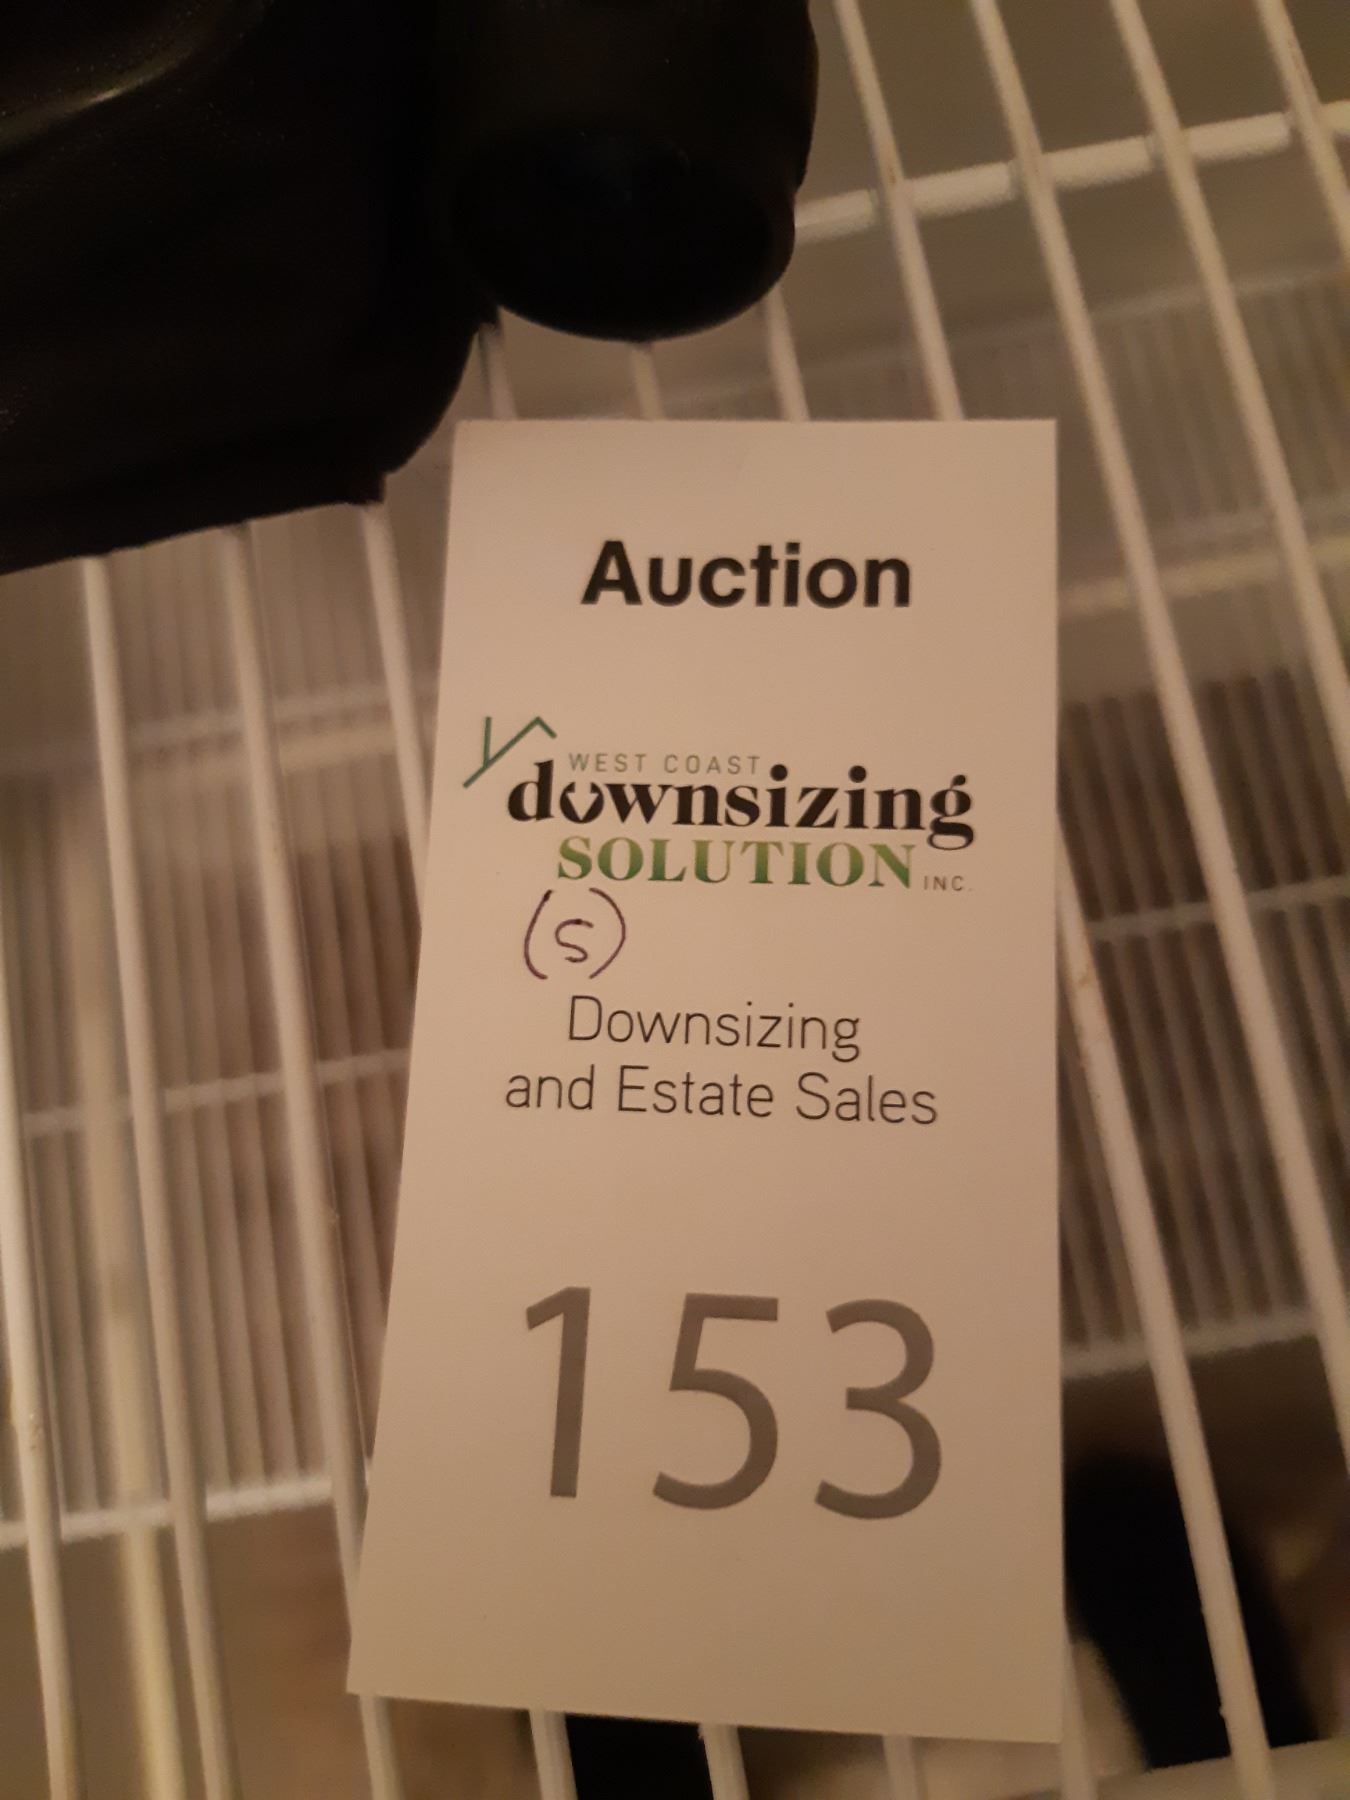 Auction
WEST COAST
downsizing
SOLUTION INC.
(S)
Downsizing
and Estate Sales
153